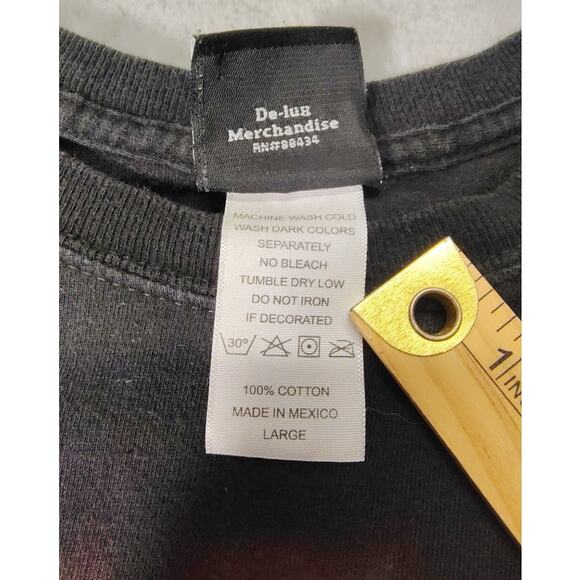 De-lux
Merchandise
RN#88434
MACHINE WASH COLD
WASH DARK COLORS
SEPARATELY
NO BLEACH
TUMBLE DRY LOW
DO NOT IRON
IF DECORATED
30°
100% COTTON
MADE IN MEXICO
LARGE
1
IN